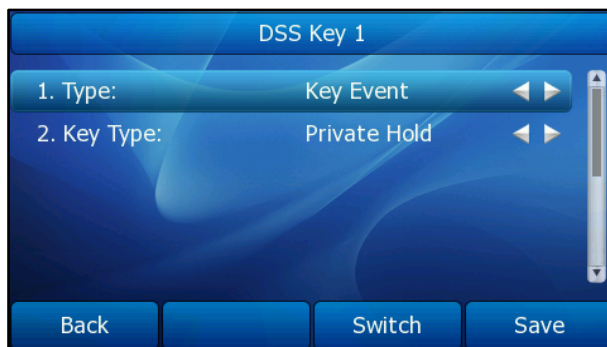 DSS Key 1
1. Type: Key Event
2. Key Type: Private Hold
Back Switch Save